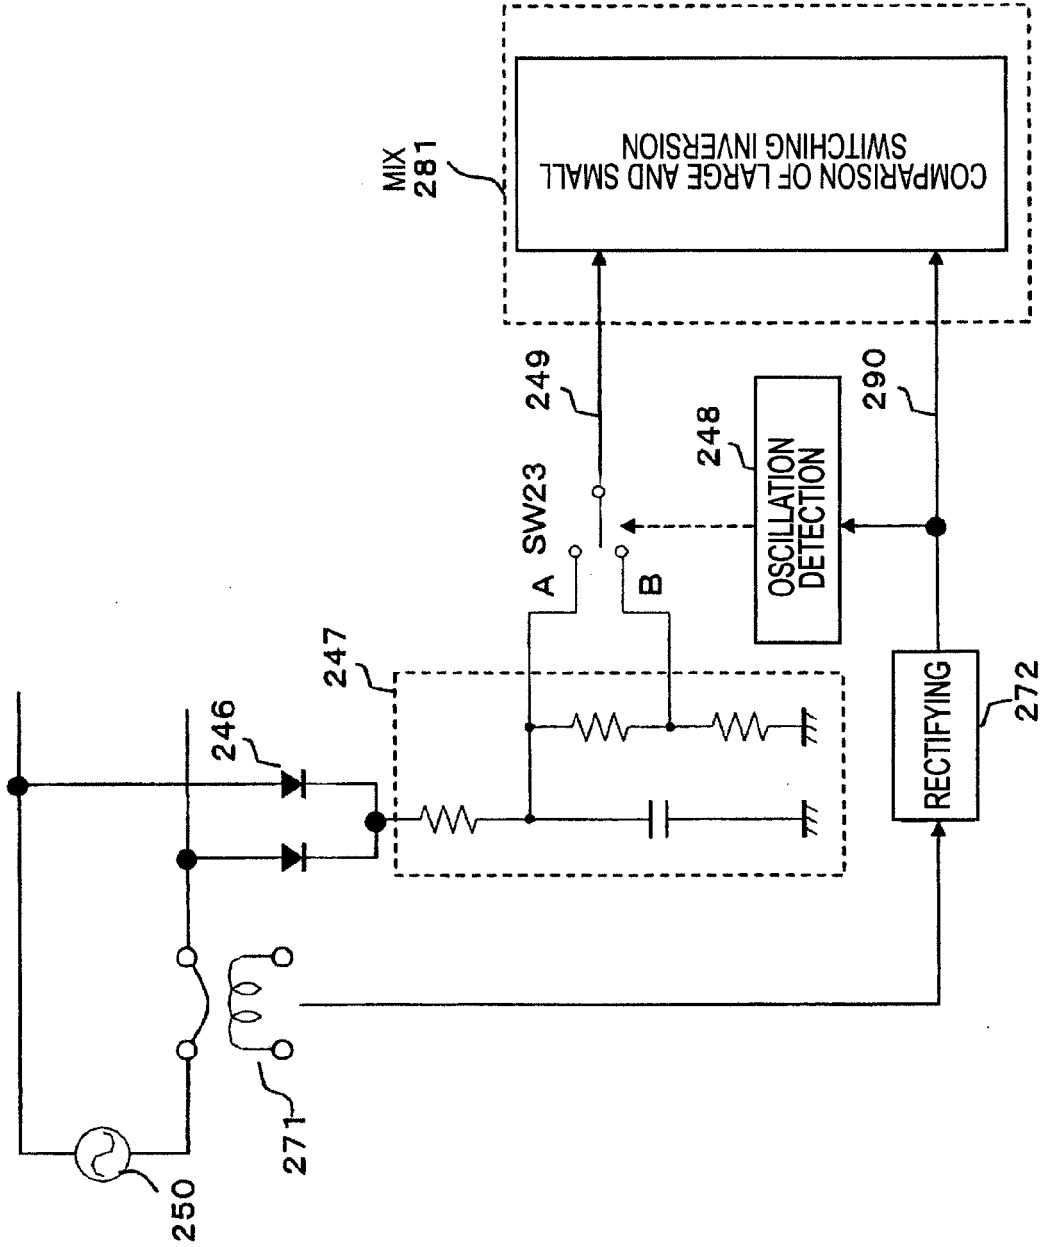 250
271
246
247
A
B
SW23
249
248
OSCILLATION
DETECTION
RECTIFYING
272
290
MIX
281
COMPARISON OF LARGE AND SMALL
SWITCHING INVERSION